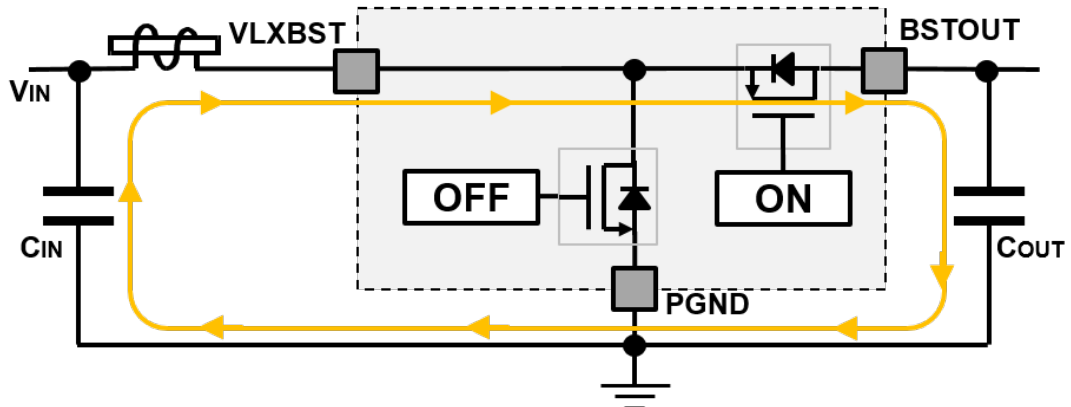 VLXBST
BSTOUT
VIN
OFF
ON
CIN
COUT
PGND